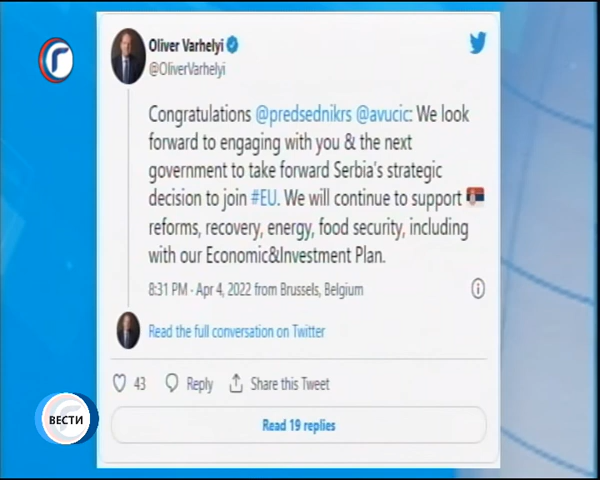 Oliver Varhelyi
@OliverVarhelyi
Congratulations @predsednikrs @avucic: We look
forward to engaging with you & the next
government to take forward Serbia's strategic
decision to join #EU. We will continue to support 🇷🇸
reforms, recovery, energy, food security, including
with our Economic&Investment Plan.
8:31 PM · Apr 4, 2022 from Brussels, Belgium
Read the full conversation on Twitter
43 Reply Share this Tweet
ВЕСТИ
Read 19 replies